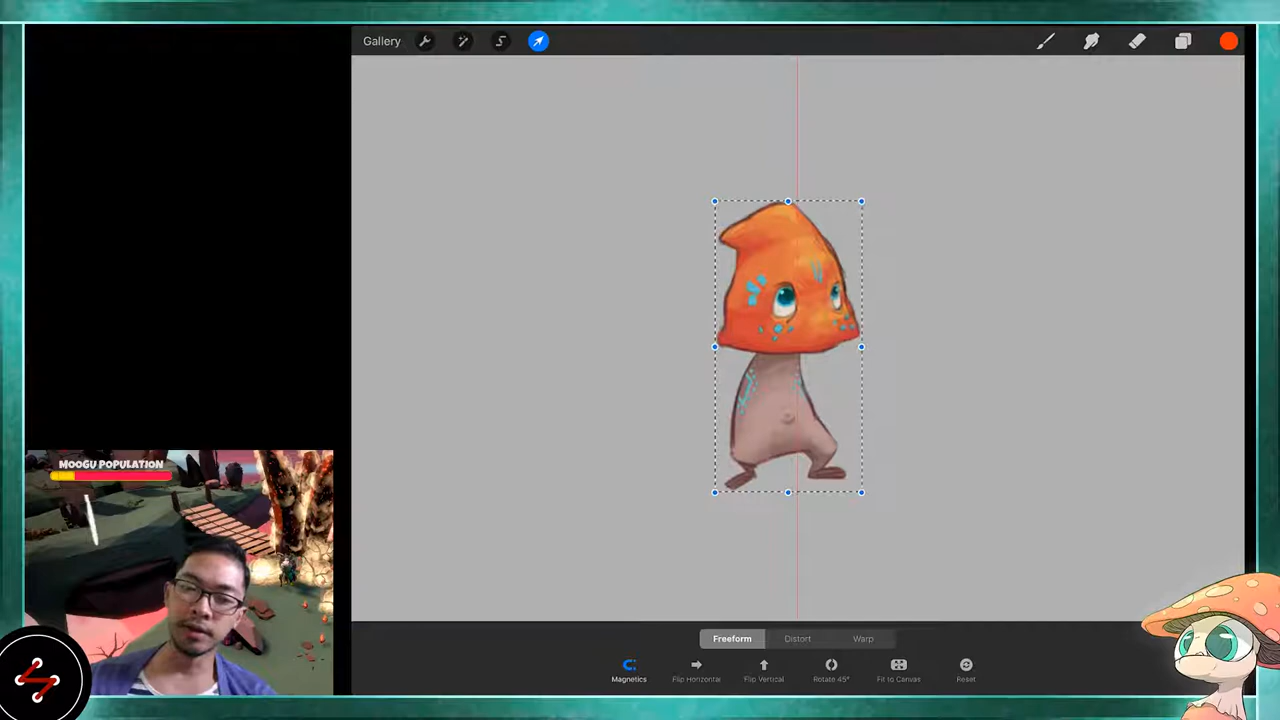 Gallery
MOOGU POPULATION
Freeform Distort Warp
Magnetics Flip Horizontal Flip Vertical Rotate 45° Fit to Canvas Reset